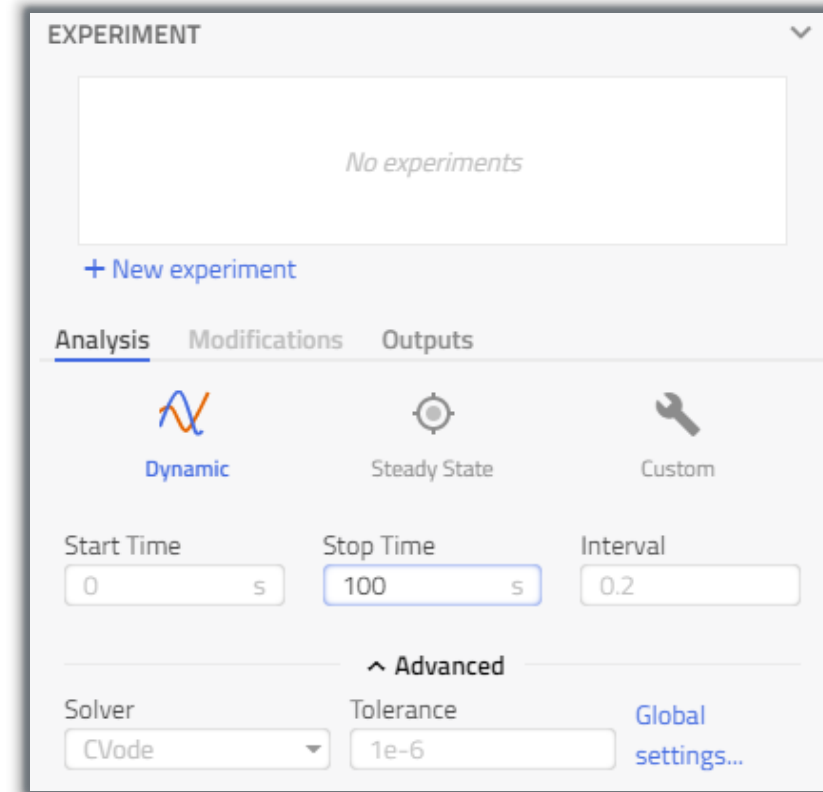 EXPERIMENT
No experiments
+ New experiment
Analysis Modifications Outputs
Dynamic Steady State Custom
Start Time Stop Time Interval
0 s 100 s 0.2
Advanced
Solver Tolerance Global
CVode 1e-6 settings...